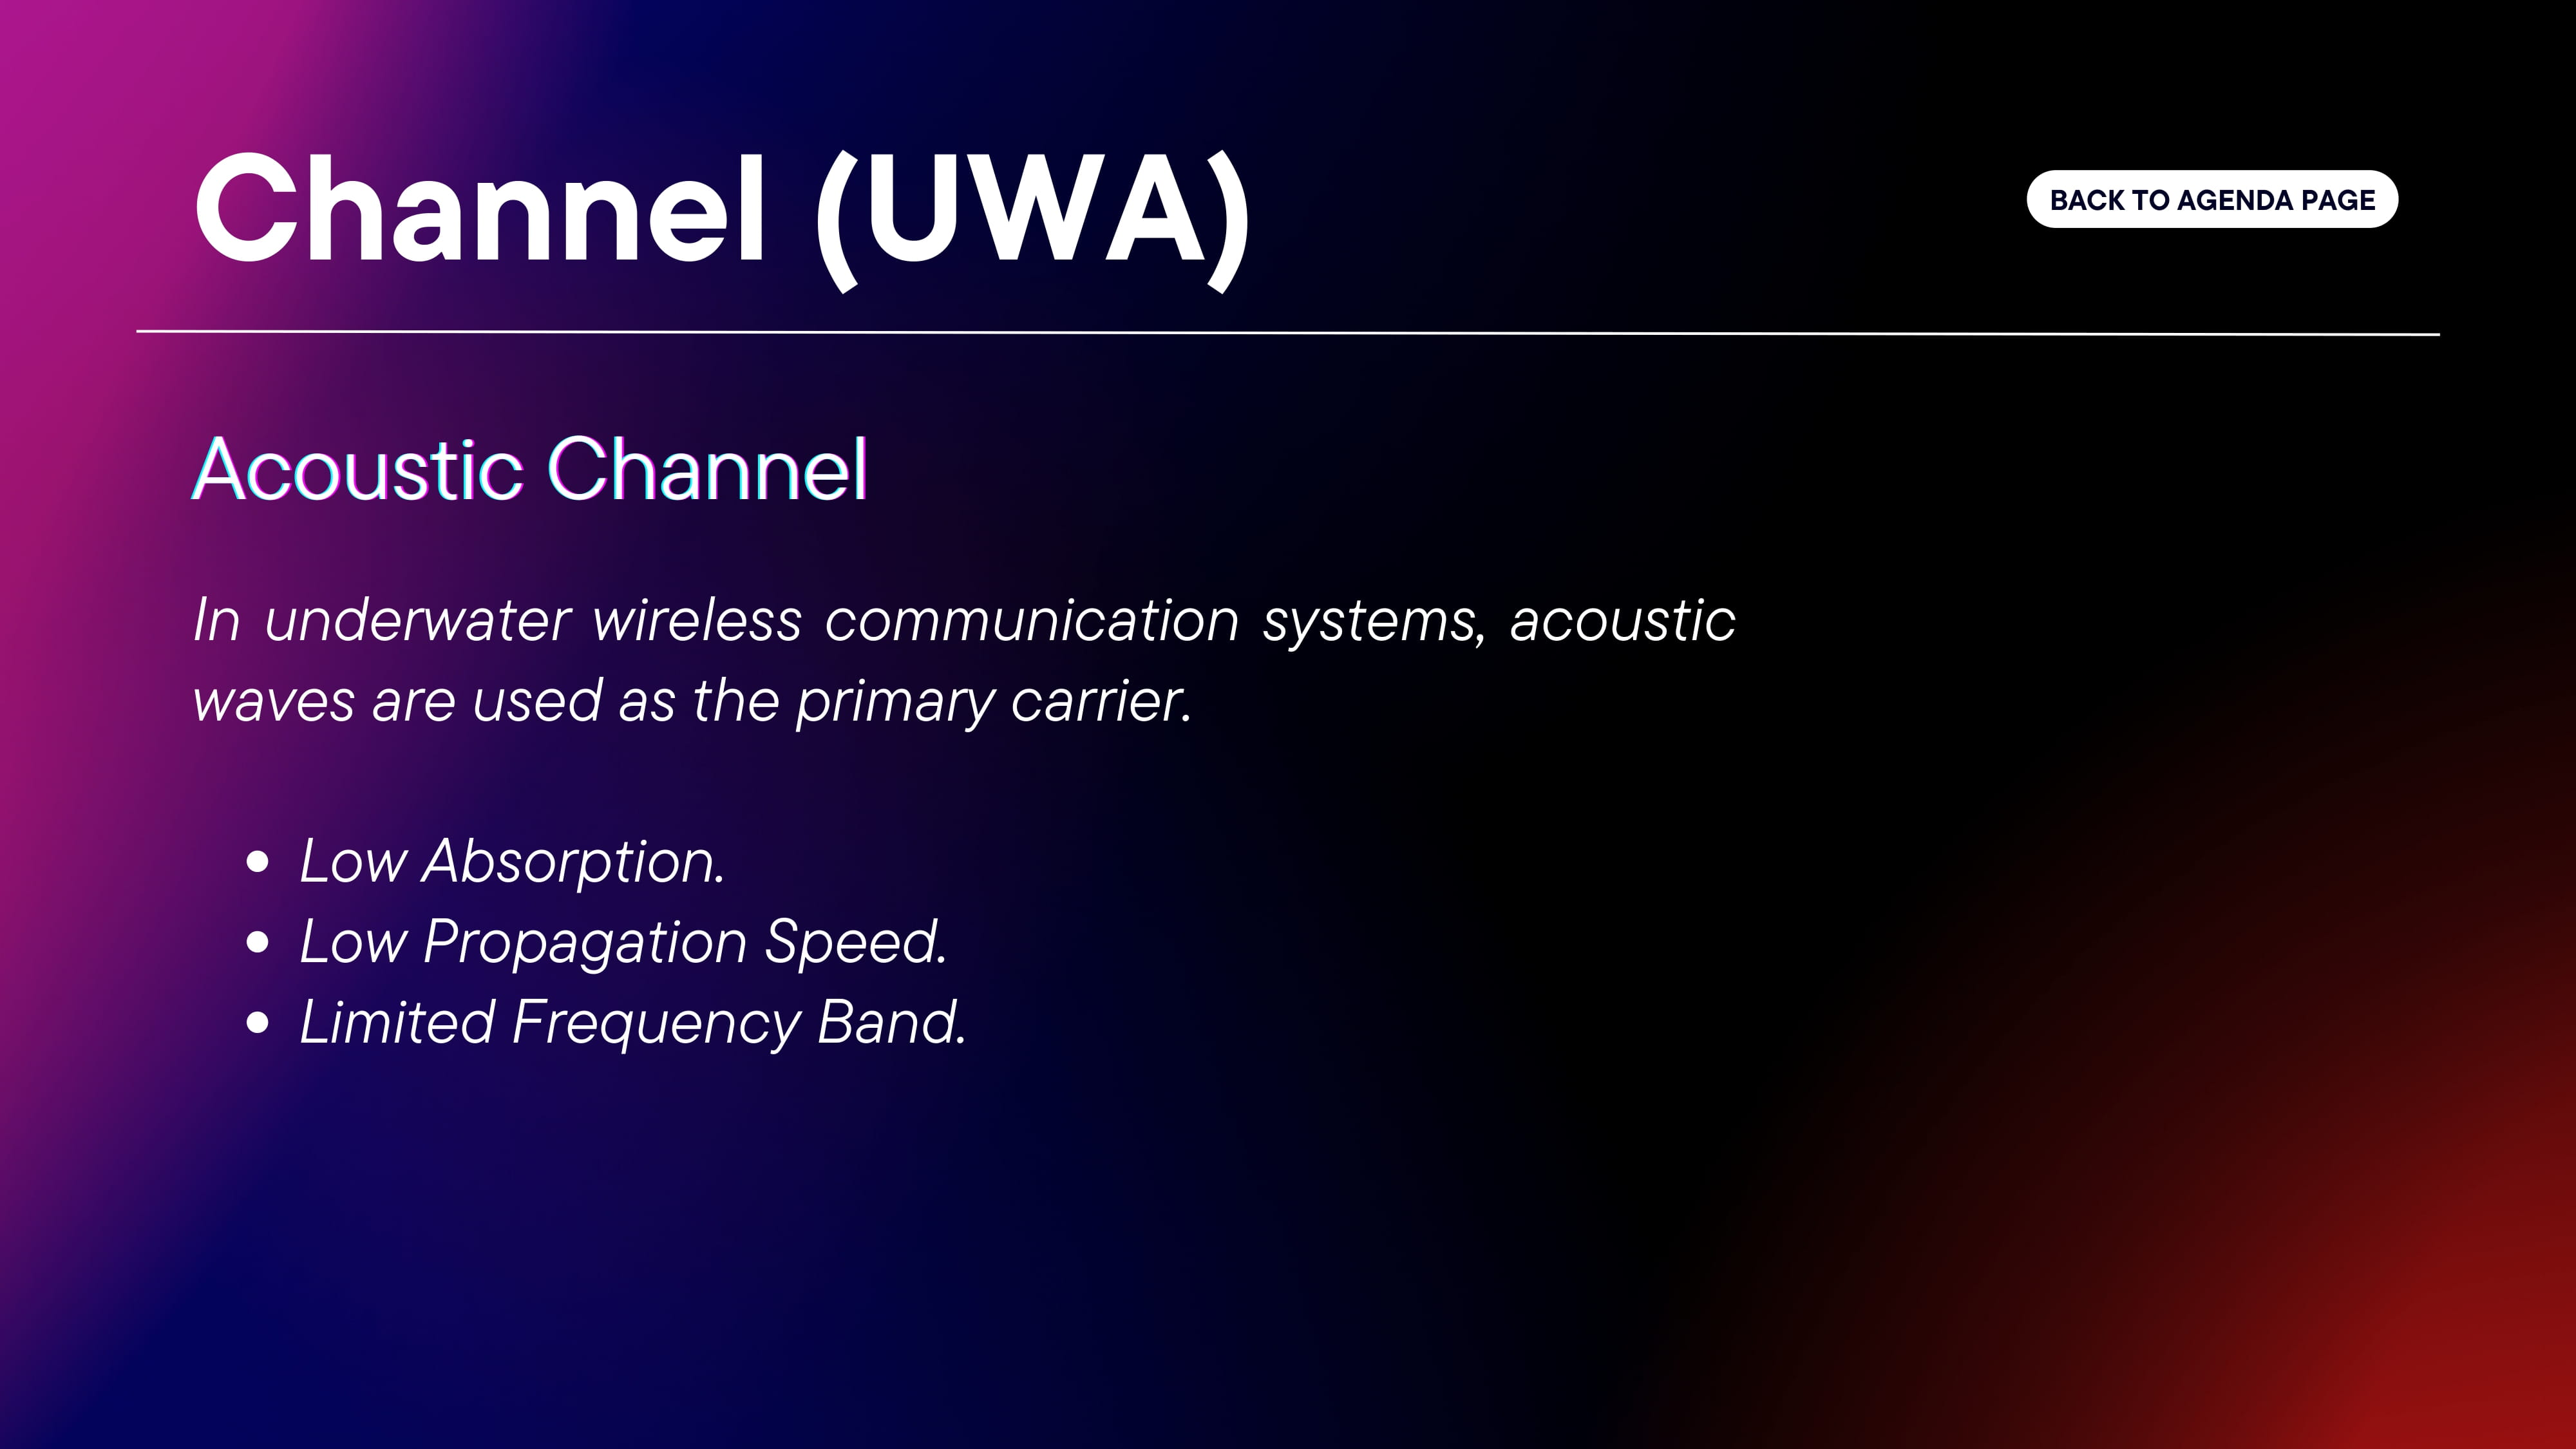 Channel (UWA)
BACK TO AGENDA PAGE
Acoustic Channel
In underwater wireless communication systems, acoustic
waves are used as the primary carrier.
• Low Absorption.
• Low Propagation Speed.
• Limited Frequency Band.